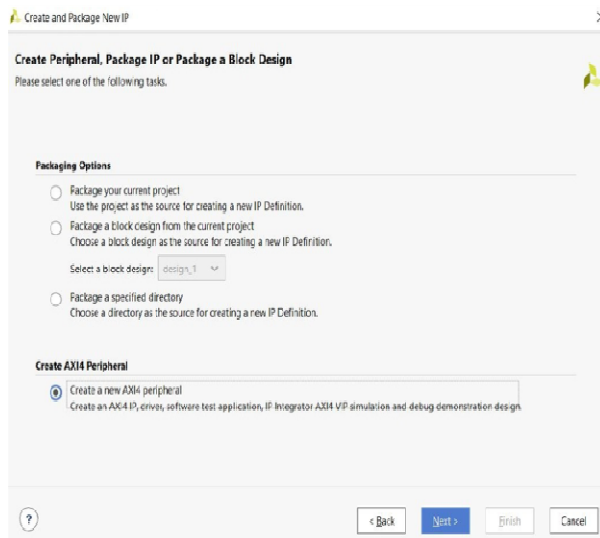 Create and Package New IP
Create Peripheral, Package IP or Package a Block Design
Please select one of the following tasks.
Packaging Options
Package your current project
Use the project as the source for creating a new IP Definition.
Package a block design from the current project
Choose a block design as the source for creating a new IP Definition.
Select a block design: design_1
Package a specified directory
Choose a directory as the source for creating a new IP Definition.
Create AXI4 Peripheral
Create a new AXI4 peripheral
Create an AXI4 IP, driver, software test application, IP Integrator AXI4 VIP simulation and debug demonstration design.
?
< Back
Next >
Finish
Cancel